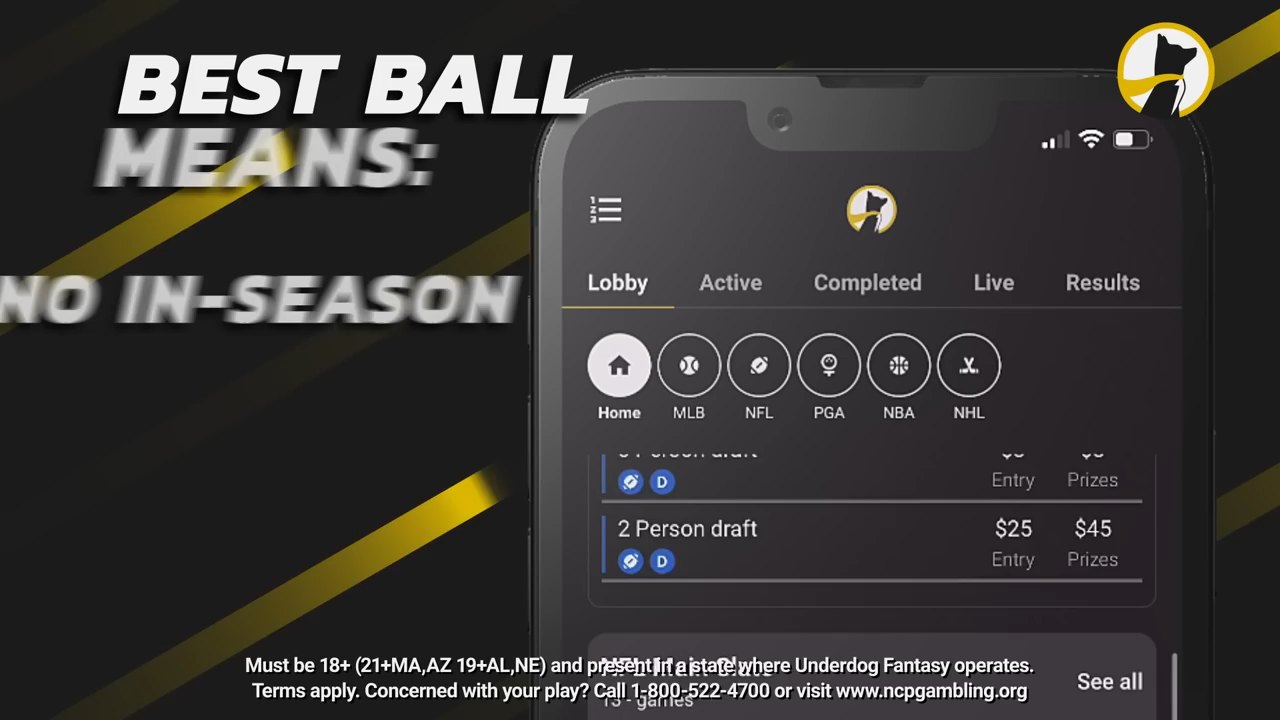 BEST BALL
MEANS:
NO IN-SEASON
Lobby Active Completed Live Results
Home MLB NFL PGA NBA NHL
Entry Prizes
D
2 Person draft $25 $45
D Entry Prizes
See all
Must be 18+ (21+MA,AZ 19+AL,NE) and present in a state where Underdog Fantasy operates.
Terms apply. Concerned with your play? Call 1-800-522-4700 or visit www.ncpgambling.org
games